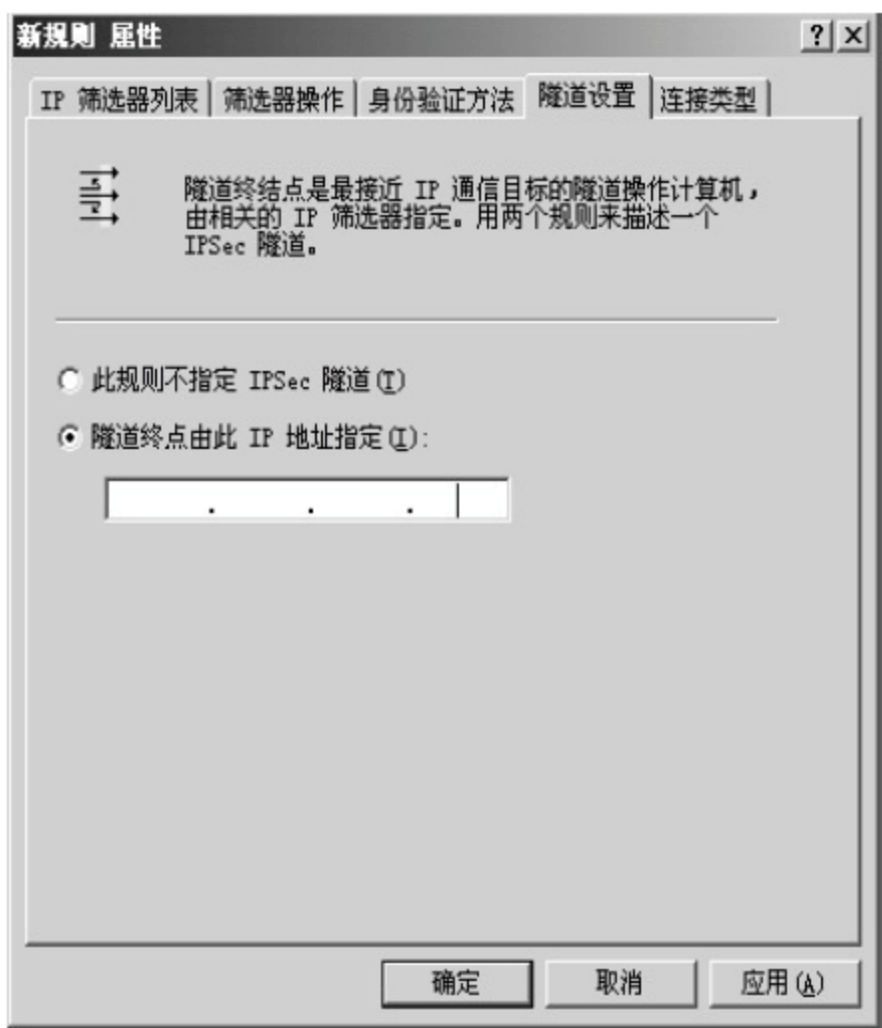 新规则 属性
IP 筛选器列表 筛选器操作 身份验证方法 隧道设置 连接类型
隧道终结点是最接近 IP 通信目标的隧道操作计算机，
由相关的 IP 筛选器指定。用两个规则来描述一个
IPSec 隧道。
此规则不指定 IPSec 隧道(T)
隧道终点由此 IP 地址指定(I):
. . .
确定 取消 应用(A)